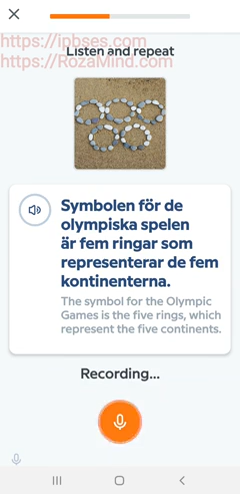 https://ipbses.com
Listen and repeat
https://RozaMind.com
Symbolen för de
olympiska spelen
är fem ringar som
representerar de fem
kontinenterna.
The symbol for the Olympic
Games is the five rings, which
represent the five continents.
Recording...